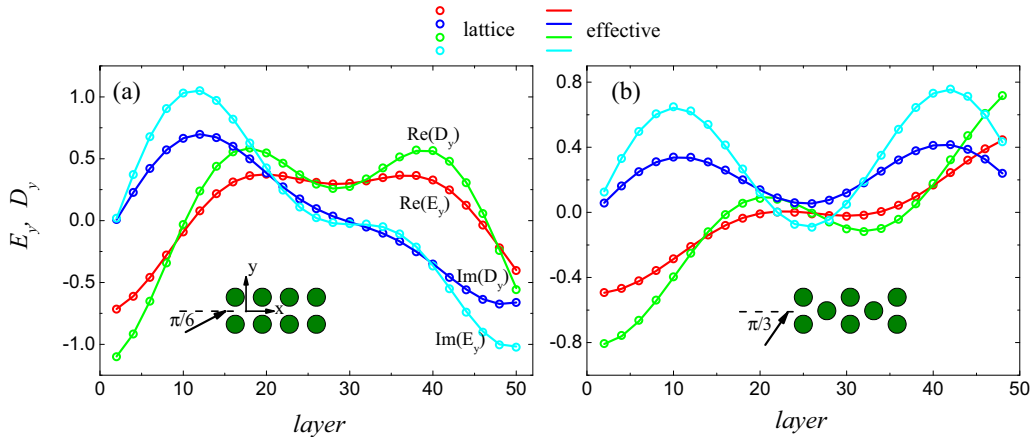 lattice effective
E_y, D_y
(a)
1.0
0.5
0.0
-0.5
-1.0
Re(D_y)
Re(E_y)
Im(D_y)
Im(E_y)
y
x
π/6
0 10 20 30 40 50
layer
(b)
0.8
0.4
0.0
-0.4
-0.8
π/3
0 10 20 30 40 50
layer